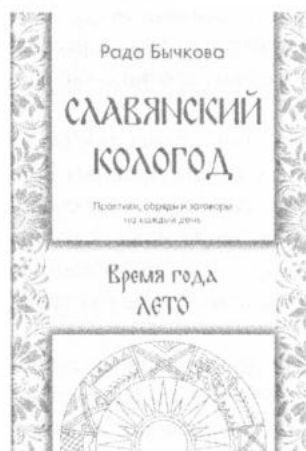 Рада Бычкова
СЛАВЯНСКИЙ
КОЛОГОД
Практики, обряды и заговоры
на каждый день
Время года
ЛЕТО